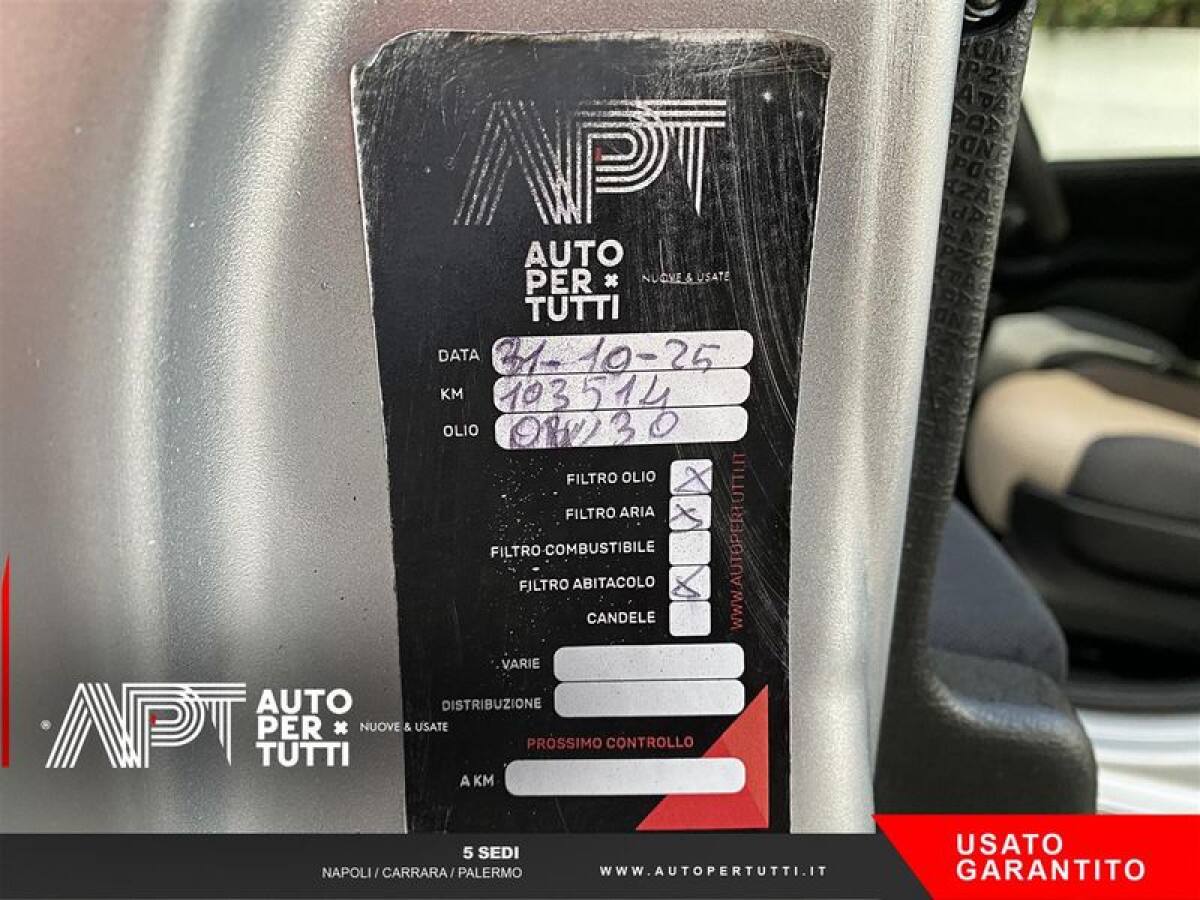 APT
AUTO
PER
TUTTI
NUOVE & USATE
DATA 31-10-25
KM 103514
OLIO 0W30
FILTRO OLIO X
FILTRO ARIA X
FILTRO COMBUSTIBILE
FILTRO ABITACOLO X
CANDELE
VARIE
DISTRIBUZIONE
PROSSIMO CONTROLLO
A KM
WWW.AUTOPERTUTTI.IT
® APT
AUTO
PER
TUTTI
NUOVE & USATE
5 SEDI
NAPOLI / CARRARA / PALERMO
WWW.AUTOPERTUTTI.IT
USATO
GARANTITO